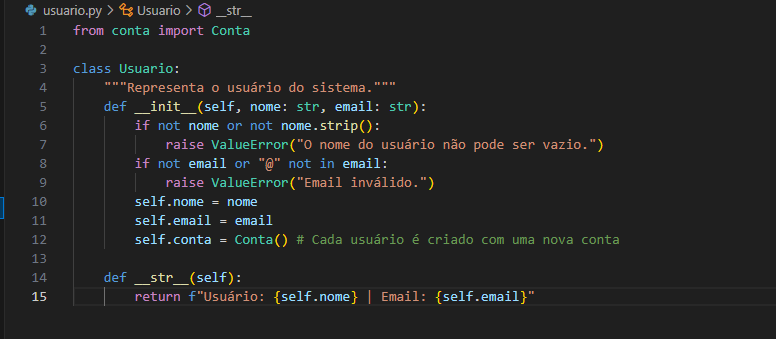 usuario.py > Usuario > __str__
1 from conta import Conta
2
3 class Usuario:
4     """Representa o usuário do sistema."""
5     def __init__(self, nome: str, email: str):
6         if not nome or not nome.strip():
7             raise ValueError("O nome do usuário não pode ser vazio.")
8         if not email or "@" not in email:
9             raise ValueError("Email inválido.")
10         self.nome = nome
11         self.email = email
12         self.conta = Conta() # Cada usuário é criado com uma nova conta
13
14     def __str__(self):
15         return f"Usuário: {self.nome} | Email: {self.email}"